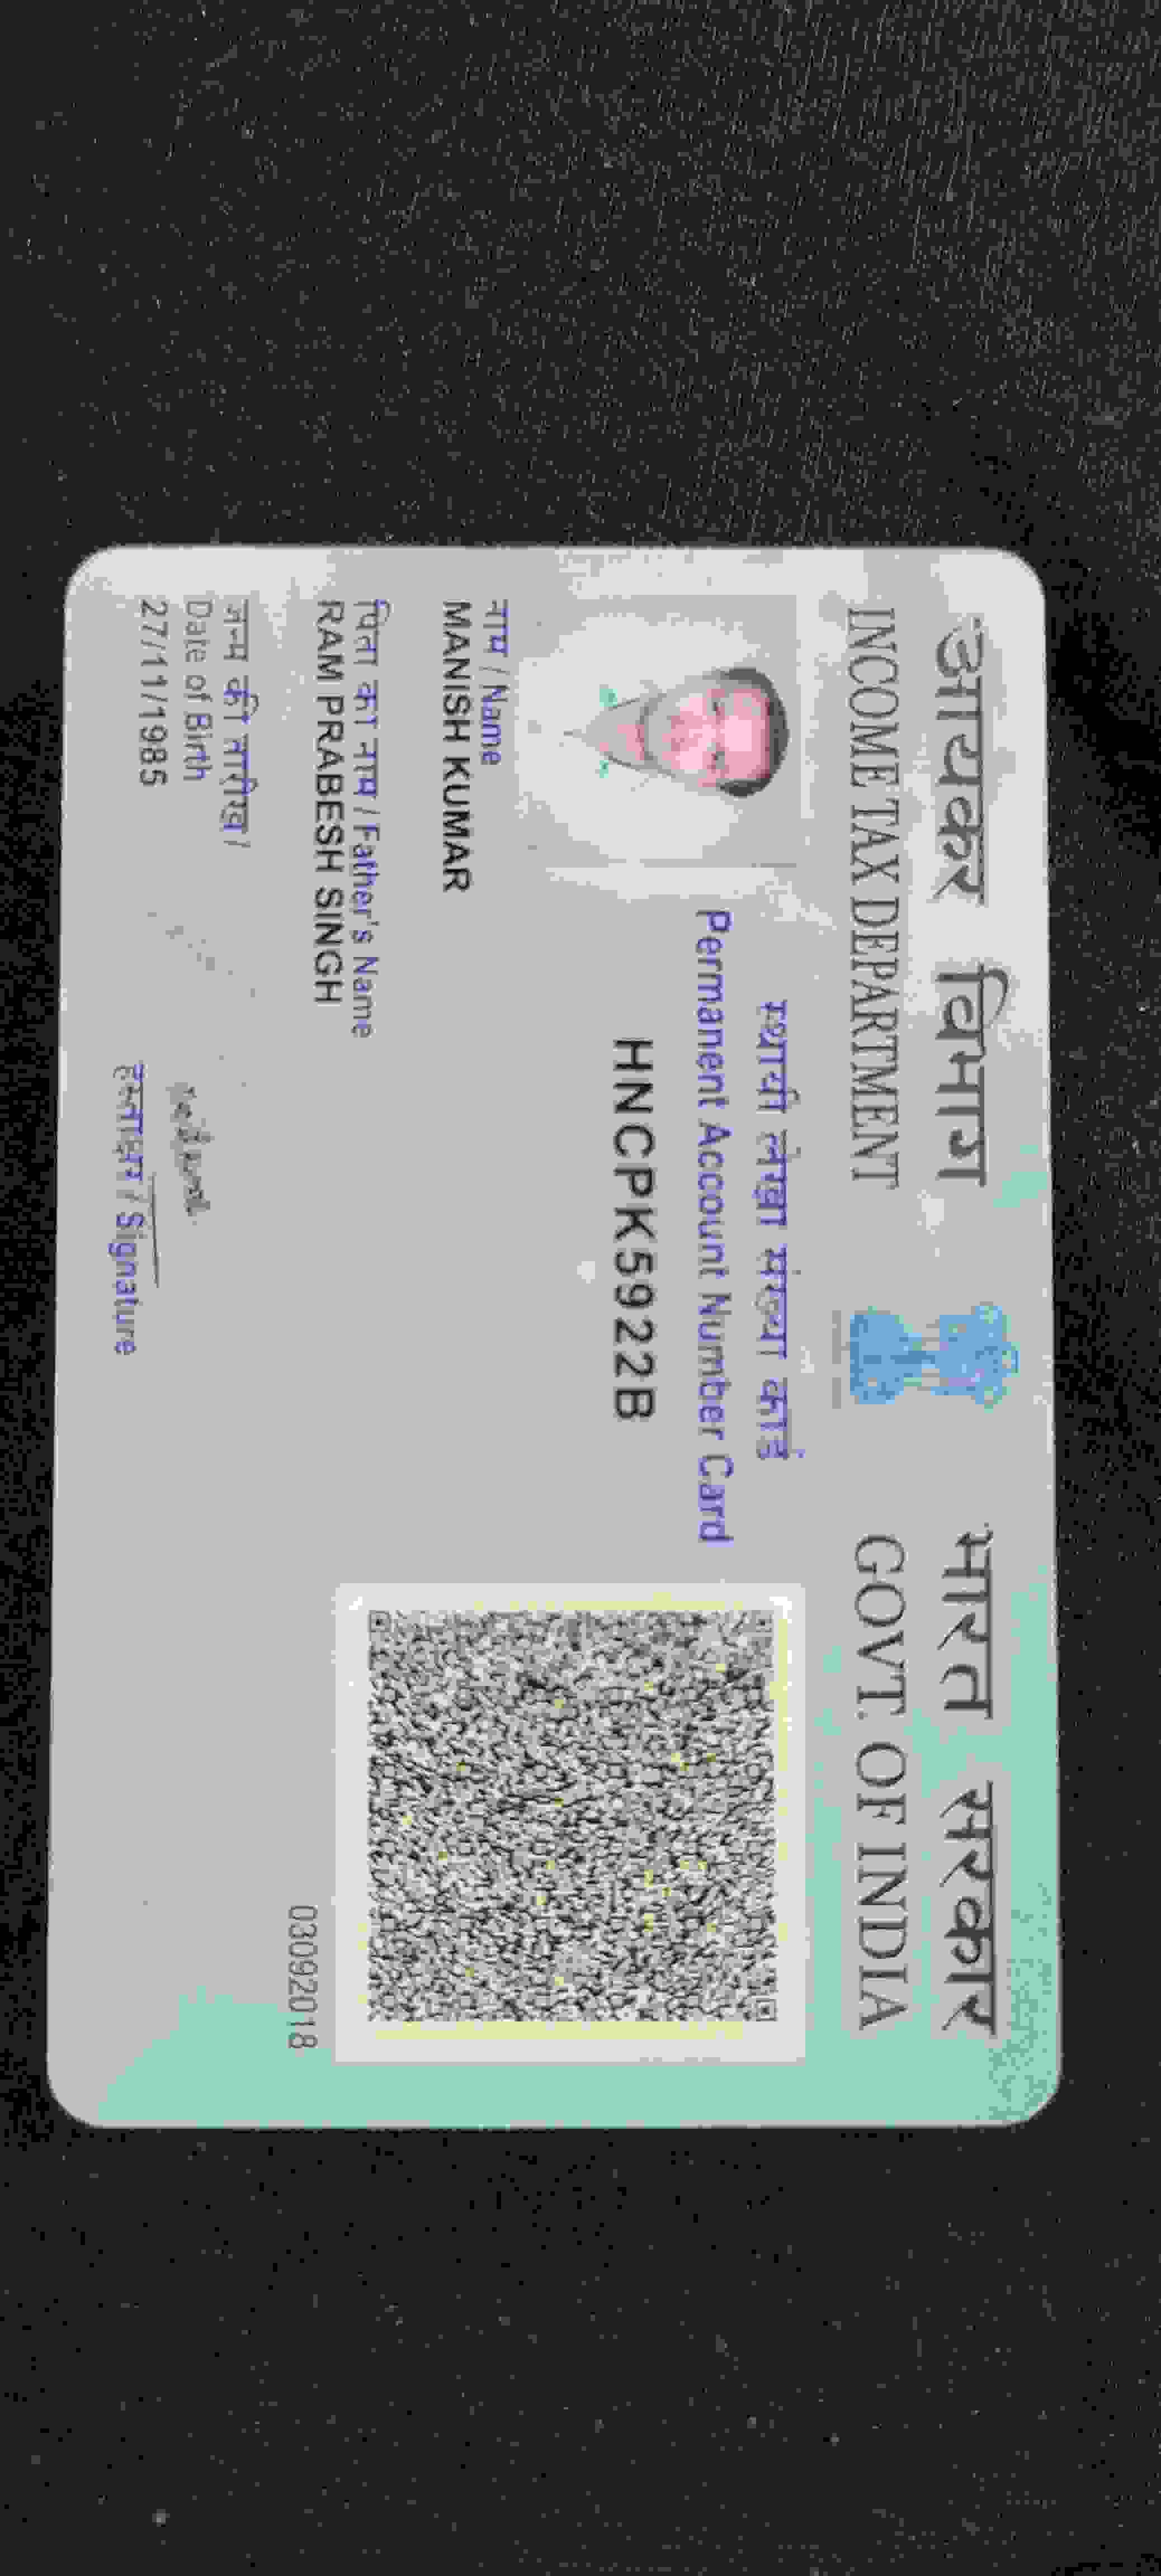 आयकर विभाग
INCOME TAX DEPARTMENT
भारत सरकार
GOVT. OF INDIA
स्थायी लेखा संख्या कार्ड
Permanent Account Number Card
HNCPK5922B
नाम / Name
MANISH KUMAR
पिता का नाम / Father's Name
RAM PRABESH SINGH
जन्म की तारीख /
Date of Birth
27/11/1985
हस्ताक्षर / Signature
03092018